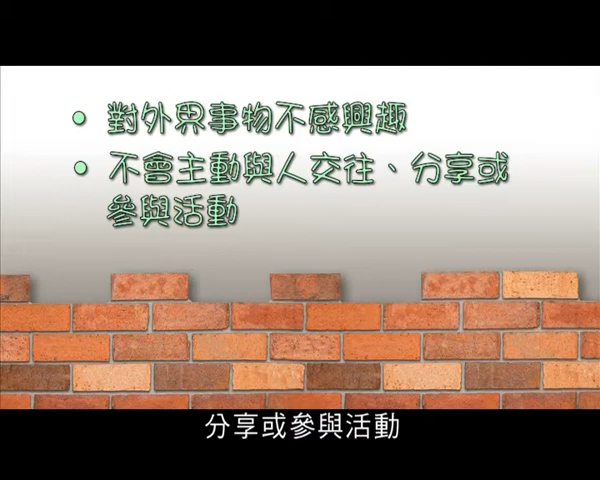 • 對外界事物不感興趣
• 不會主動與人交往、分享或
參與活動
分享或參與活動